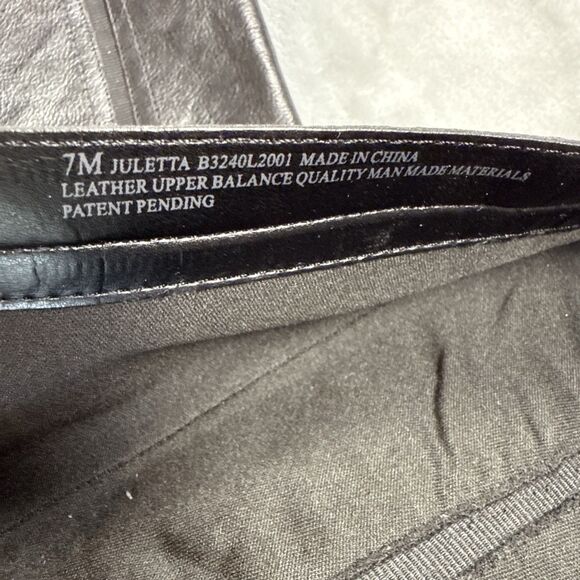 7M JULETTA B3240L2001 MADE IN CHINA
LEATHER UPPER BALANCE QUALITY MAN MADE MATERIALS
PATENT PENDING